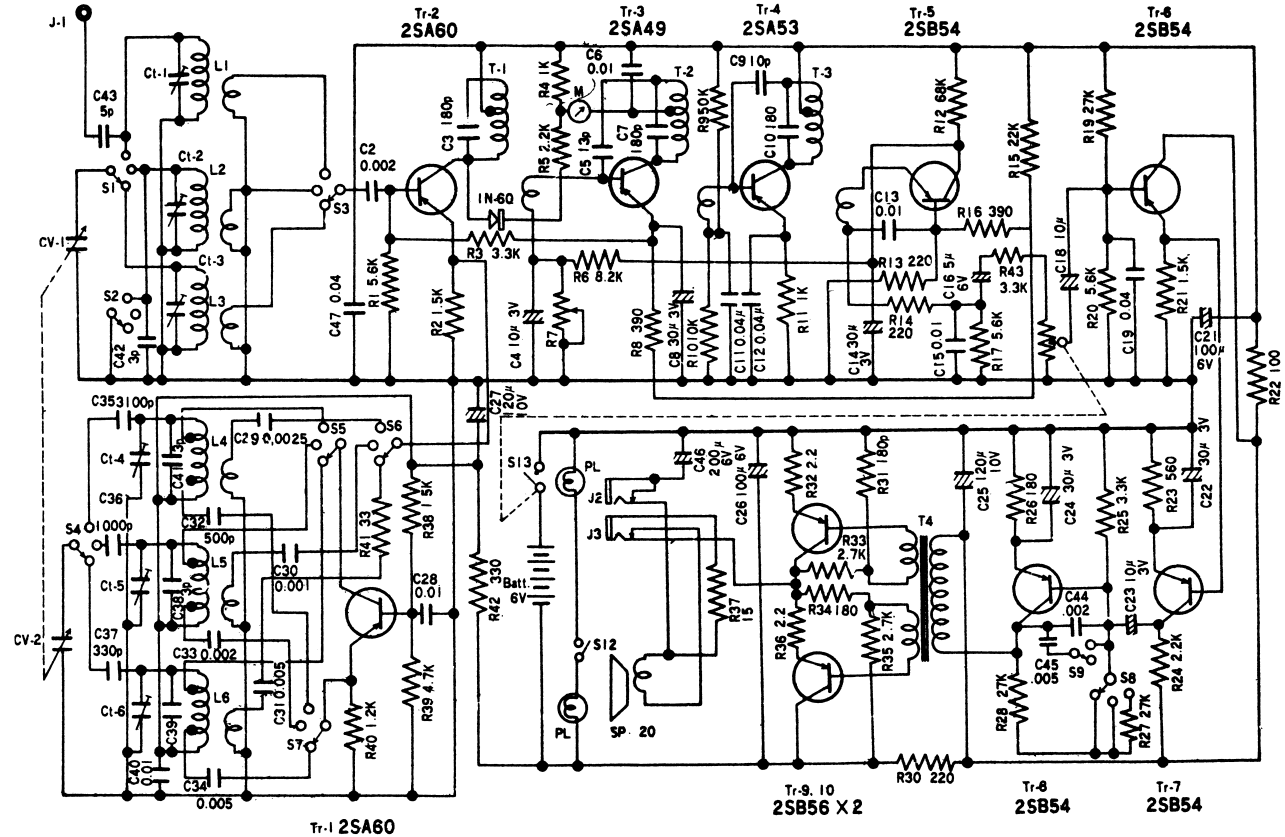 J-1
Tr-2
2SA60
Tr-3
2SA49
Tr-4
2SA53
Tr-5
2SB54
Tr-6
2SB54
C43
5p
Ct-1
L1
S1
Ct-2
L2
CV-1
S2
C42
3p
Ct-3
L3
S3
C2
0.002
C47 0.04
R1 5.6K
C3 180p
T-1
1N-60
R3 3.3K
R2 1.5K
R4 1K
M
R5 2.2K
C6
0.01
C5 13p
C7
180p
T-2
C4 10μ 3V
R6 8.2K
R7
R8 390
C8 30μ 3V
R9 50K
C9 10p
T-3
C10 180
R10 10K
C11 0.04μ
C12 0.04μ
R11 1K
R12 68K
C13
0.01
R13 220
R14
220
C14 30μ
3V
R16 390
C16 5μ
6V
C15 0.01
R17 5.6K
R43
3.3K
R15 22K
C18 10μ
R19 27K
R20 5.6K
C19 0.04
R21 1.5K
C21
100μ
6V
R22 100
C35 3100p
Ct-4
C41 3p
L4
C29 0.0025
S5
S6
C36
1000p
S4
C32
500p
R41 33
R38 15K
C27
120μ
10V
Ct-5
C38 3p
L5
C30
0.001
C28
0.01
R42 330
CV-2
C37
330p
C33
0.002
C31 0.005
R39 4.7K
Ct-6
C39
L6
S7
R40 1.2K
C40
0.01
C34
0.005
Tr-1 2SA60
S13
Batt.
6V
PL
S12
PL
J2
J3
SP 20
C46
200μ
6V
R37
15
C26 100μ 6V
R32 2.2
R31 180p
R33
2.7K
R34 180
R36 2.2
R35 2.7K
T4
R30 220
Tr-9, 10
2SB56 X 2
C25 120μ
10V
R26 180
C24 30μ 3V
R25 3.3K
R23 560
C22 30μ 3V
C44
.002
C23 10μ
3V
C45
.005
S9
S8
R28 27K
R27 27K
R24 2.2K
Tr-8
2SB54
Tr-7
2SB54